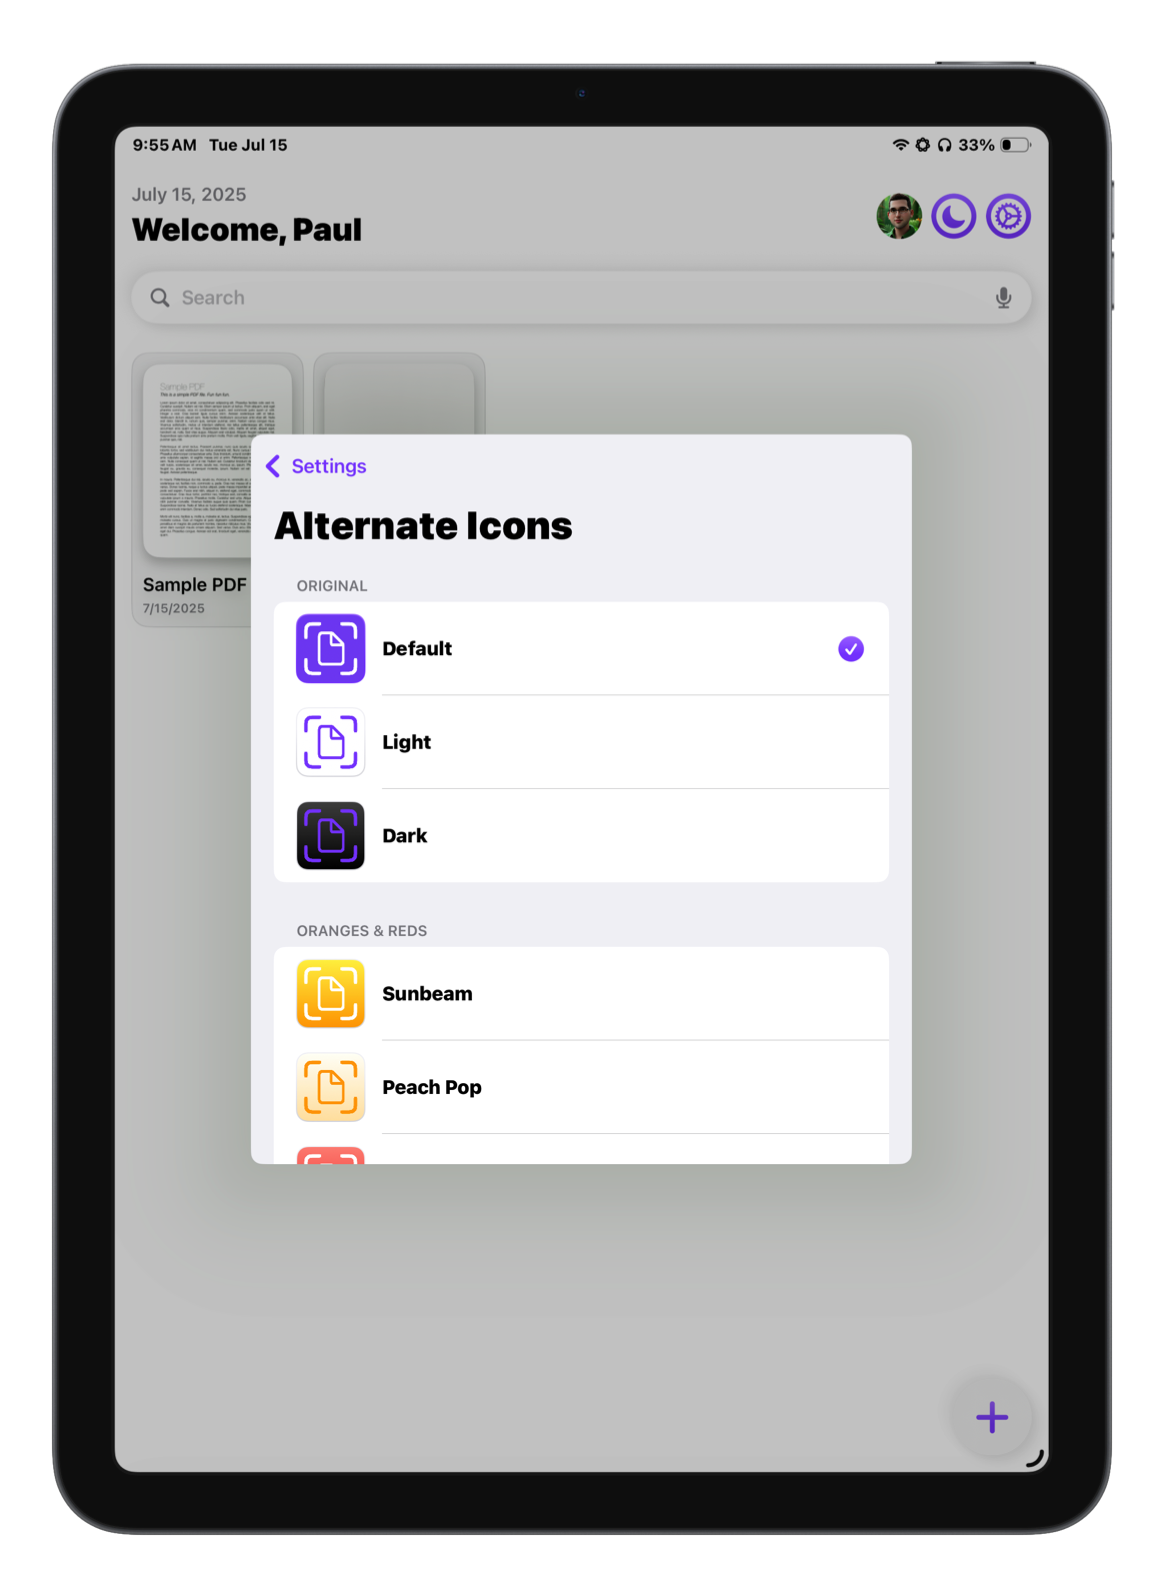 9:55 AM Tue Jul 15
33%
July 15, 2025
Welcome, Paul
Search
Sample PDF
This is a simple PDF file. Fun fun fun.
Sample PDF
7/15/2025
Settings
Alternate Icons
ORIGINAL
Default
Light
Dark
ORANGES & REDS
Sunbeam
Peach Pop